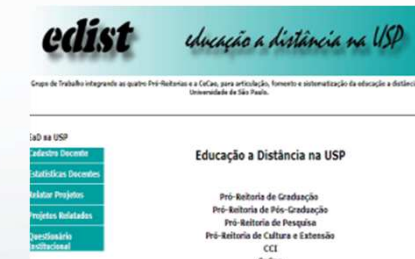 edist educação a distância na USP
Grupo de Trabalho integrando as quatro Pró-Reitorias e a CeCae, para articulação, fomento e sistematização da educação a distânci
Universidade de São Paulo.
EaD na USP
Cadastro Docente
Estatísticas Docentes
Relatar Projetos
Projetos Relatados
Questionário
Institucional
Educação a Distância na USP
Pró-Reitoria de Graduação
Pró-Reitoria de Pós-Graduação
Pró-Reitoria de Pesquisa
Pró-Reitoria de Cultura e Extensão
CCI